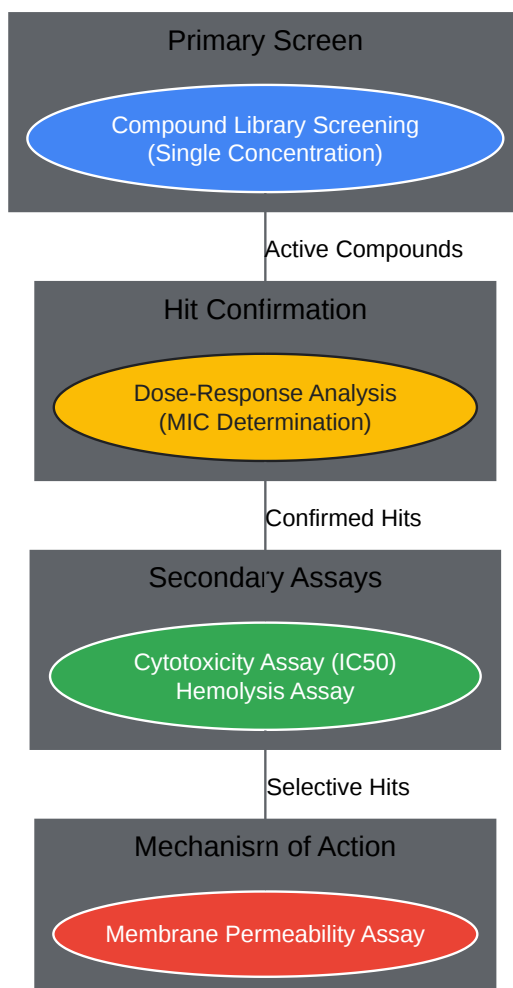 Primary Screen
Compound Library Screening
(Single Concentration)
Active Compounds
Hit Confirmation
Dose-Response Analysis
(MIC Determination)
Confirmed Hits
Secondary Assays
Cytotoxicity Assay (IC50)
Hemolysis Assay
Selective Hits
Mechanism of Action
Membrane Permeability Assay